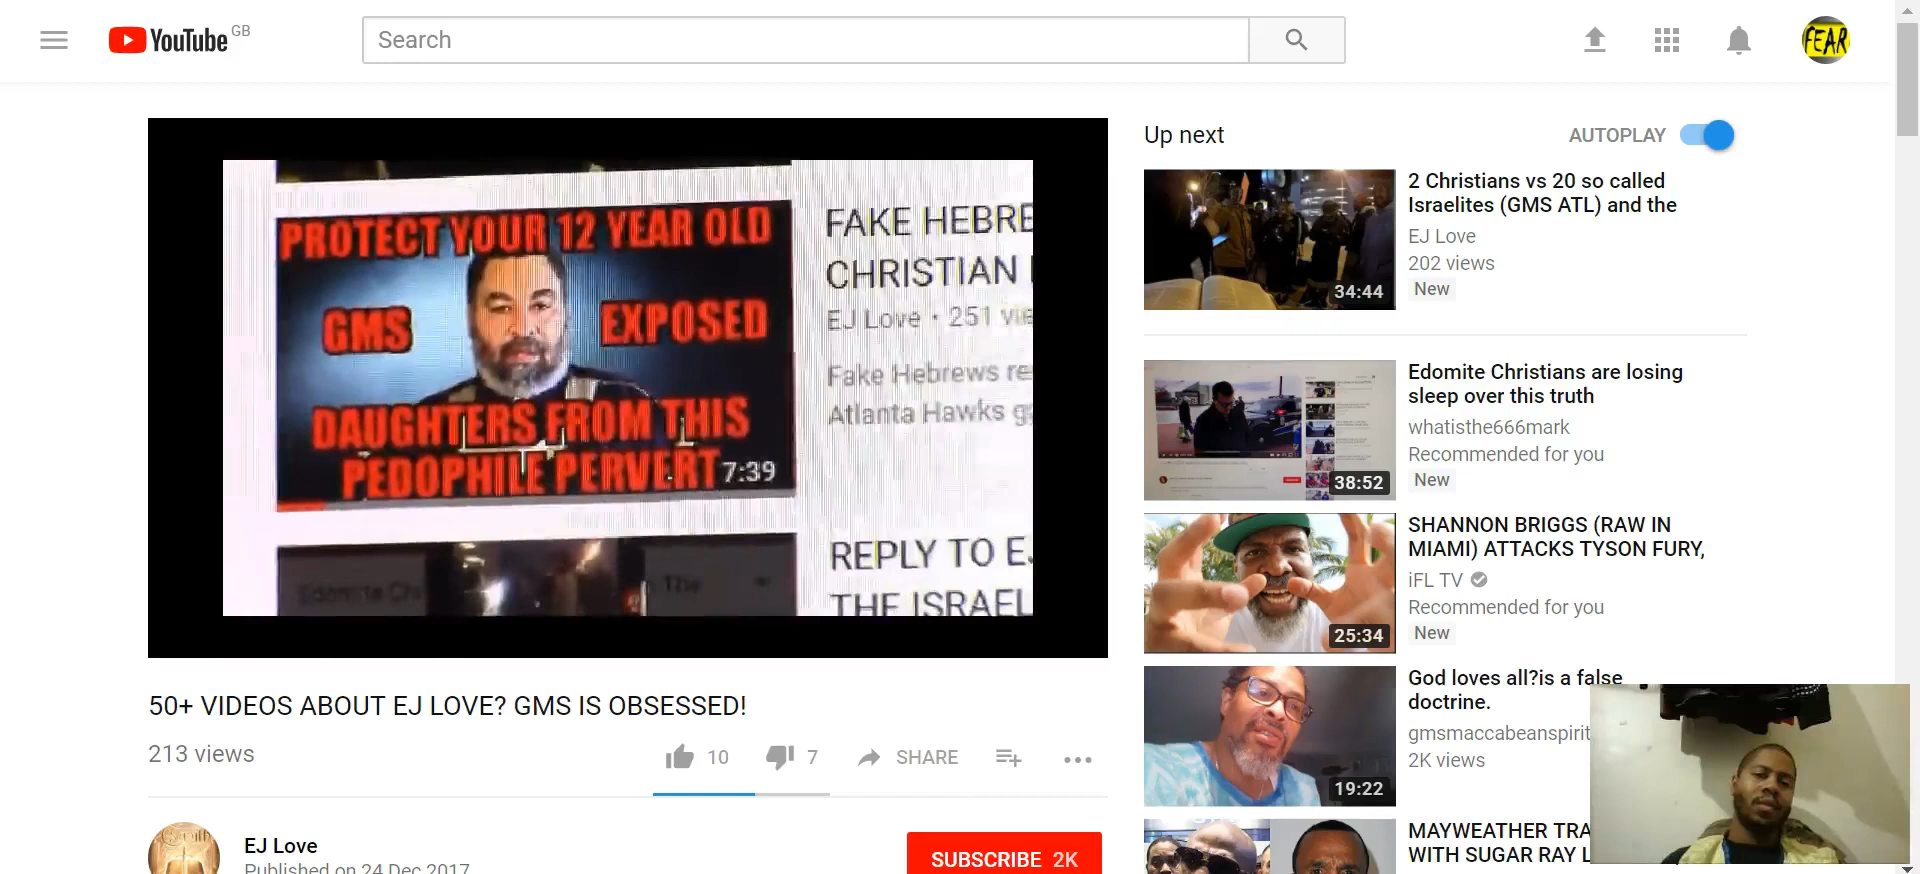 YouTube GB
Search
FEAR
PROTECT YOUR 12 YEAR OLD
GMS
EXPOSED
DAUGHTERS FROM THIS
PEDOPHILE PERVERT
7:39
FAKE HEBRE
CHRISTIAN
EJ Love • 251 vie
Fake Hebrews re
Atlanta Hawks g
REPLY TO E
THE ISRAEL
The
50+ VIDEOS ABOUT EJ LOVE? GMS IS OBSESSED!
213 views
10
7
SHARE
EJ Love
Published on 24 Dec 2017
SUBSCRIBE 2K
Up next
AUTOPLAY
2 Christians vs 20 so called
Israelites (GMS ATL) and the
EJ Love
202 views
New
34:44
Edomite Christians are losing
sleep over this truth
whatisthe666mark
Recommended for you
New
38:52
SHANNON BRIGGS (RAW IN
MIAMI) ATTACKS TYSON FURY,
iFL TV
Recommended for you
New
25:34
God loves all?is a false
doctrine.
gmsmaccabeanspirit
2K views
19:22
MAYWEATHER TRA
WITH SUGAR RAY L